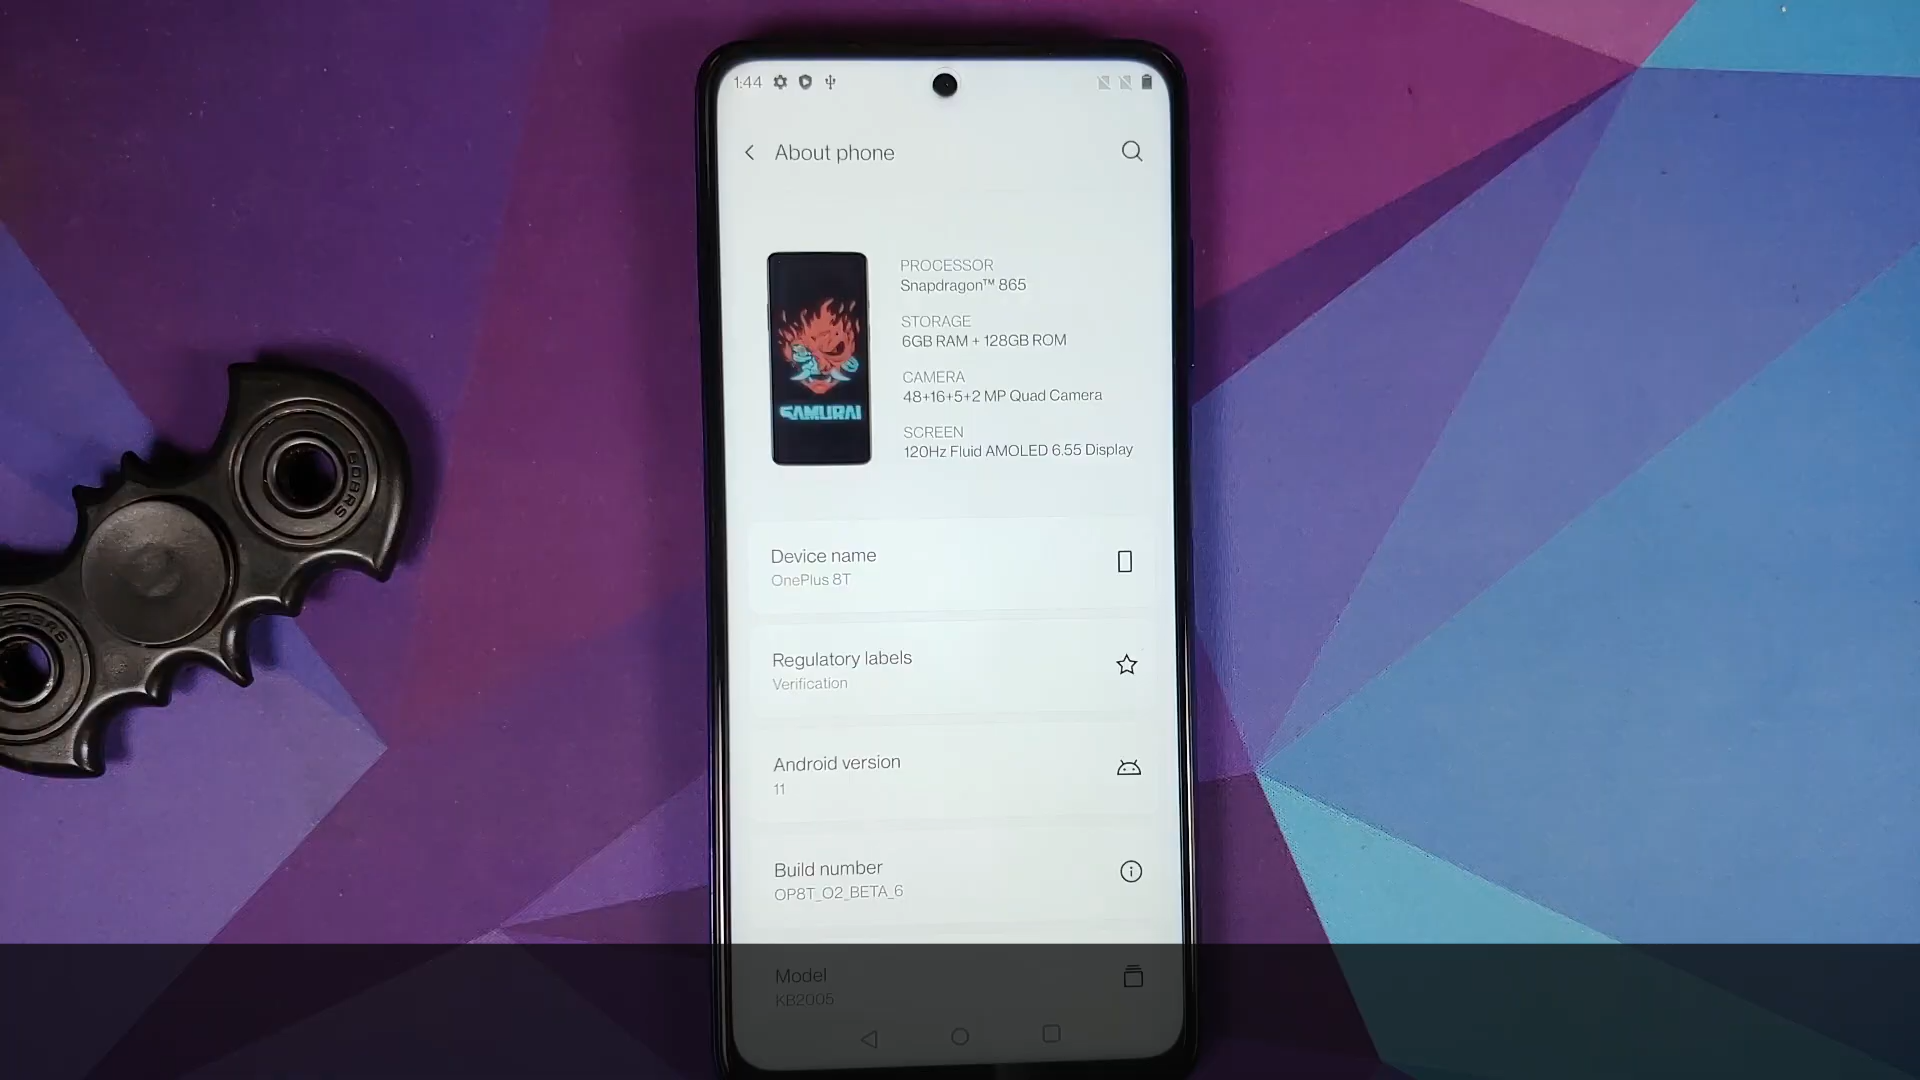 1:44
About phone
PROCESSOR
Snapdragon™ 865
STORAGE
6GB RAM + 128GB ROM
CAMERA
48+16+5+2 MP Quad Camera
SCREEN
120Hz Fluid AMOLED 6.55 Display
SAMURAI
Device name
OnePlus 8T
Regulatory labels
Verification
Android version
11
Build number
OP8T_O2_BETA_6
Model
KB2005